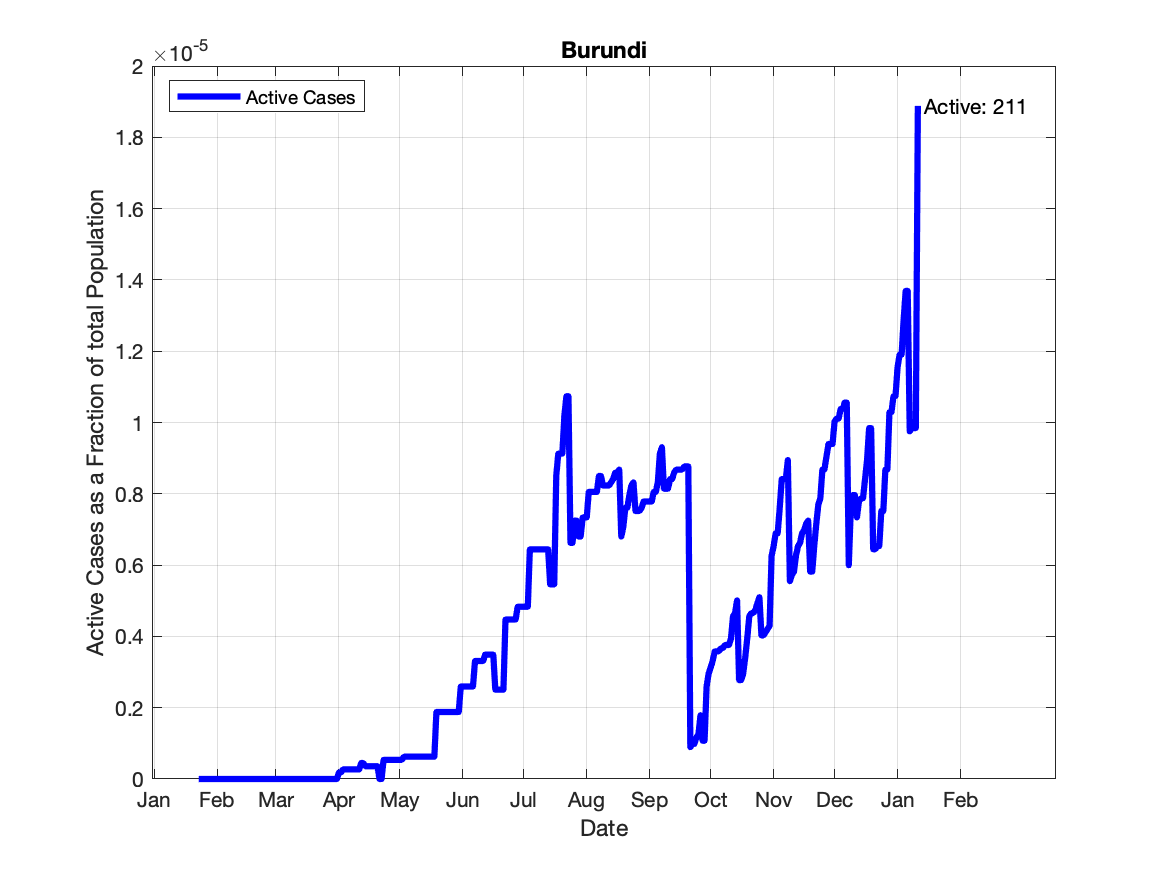 Burundi
×10-5
Active Cases
Active: 211
2
1.8
1.6
1.4
1.2
1
0.8
0.6
0.4
0.2
0
Active Cases as a Fraction of total Population
Jan Feb Mar Apr May Jun Jul Aug Sep Oct Nov Dec Jan Feb
Date